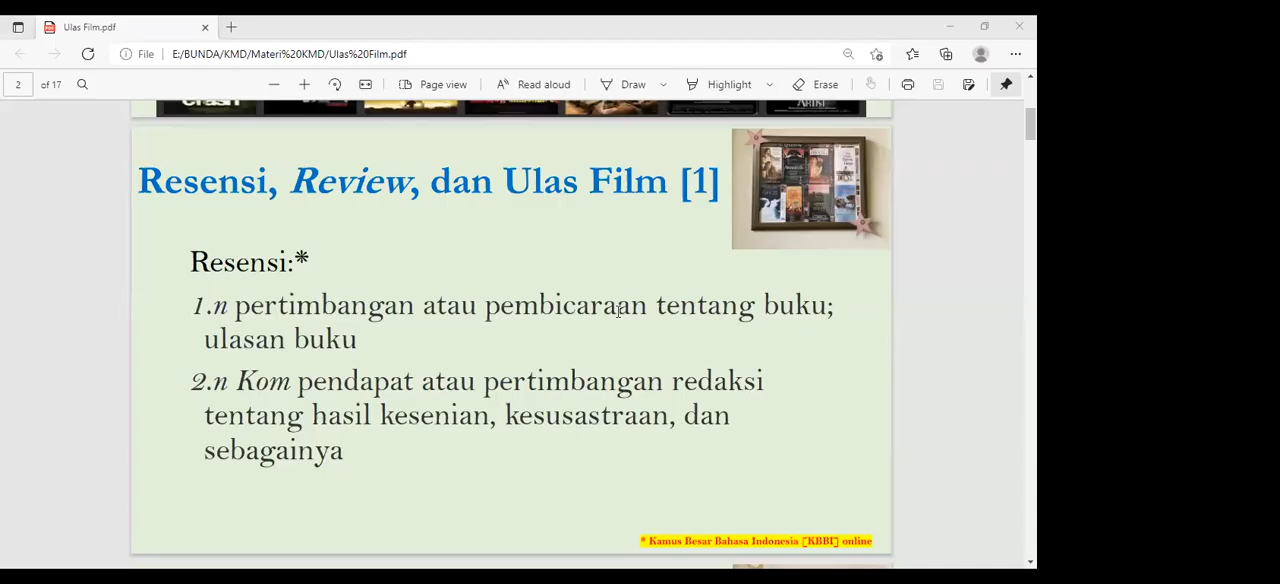 Ulas Film.pdf
File E:/BUNDA/KMD/Materi%20KMD/Ulas%20Film.pdf
2 of 17 Page view Read aloud Draw Highlight Erase
crash
ARTIST
Resensi, Review, dan Ulas Film [1]
Resensi:*
1.n pertimbangan atau pembicaraan tentang buku;
ulasan buku
2.n Kom pendapat atau pertimbangan redaksi
tentang hasil kesenian, kesusastraan, dan
sebagainya
* Kamus Besar Bahasa Indonesia [KBBI] online